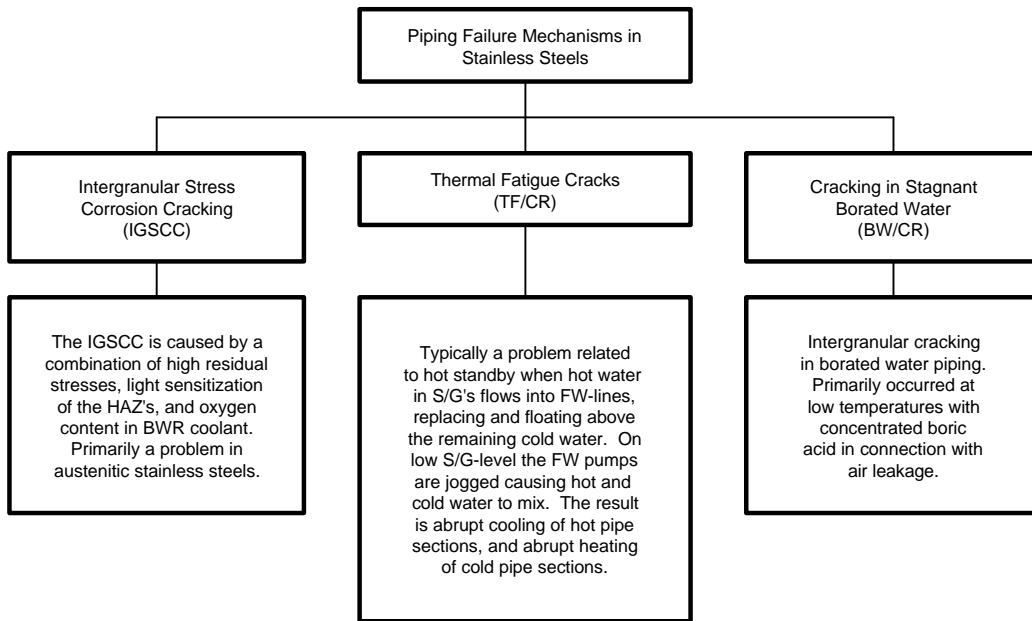 Piping Failure Mechanisms in
Stainless Steels
Intergranular Stress
Corrosion Cracking
(IGSCC)
Thermal Fatigue Cracks
(TF/CR)
Cracking in Stagnant
Borated Water
(BW/CR)
The IGSCC is caused by a
combination of high residual
stresses, light sensitization
of the HAZ's, and oxygen
content in BWR coolant.
Primarily a problem in
austenitic stainless steels.
Typically a problem related
to hot standby when hot water
in S/G's flows into FW-lines,
replacing and floating above
the remaining cold water. On
low S/G-level the FW pumps
are jogged causing hot and
cold water to mix. The result
is abrupt cooling of hot pipe
sections, and abrupt heating
of cold pipe sections.
Intergranular cracking
in borated water piping.
Primarily occurred at
low temperatures with
concentrated boric
acid in connection with
air leakage.